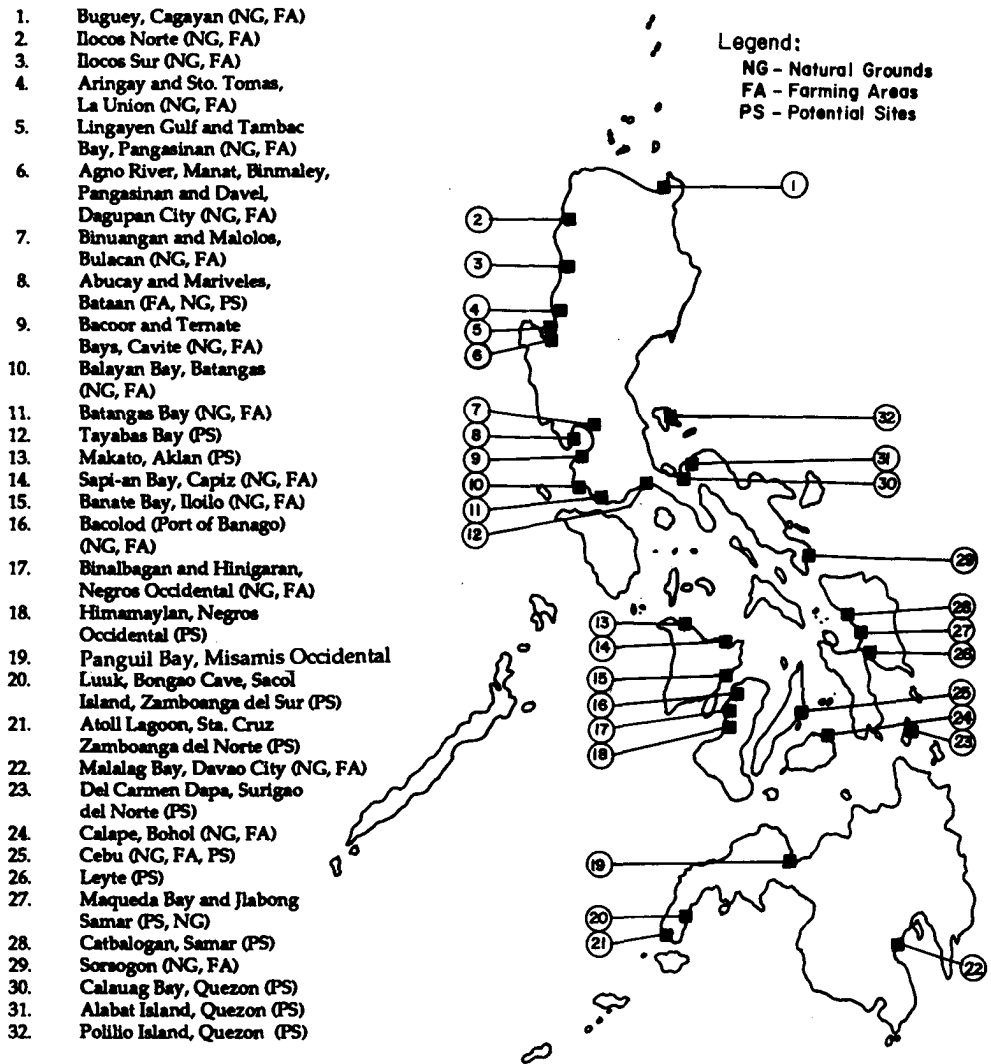 1. Buguey, Cagayan (NG, FA)
2. Ilocos Norte (NG, FA)
3. Ilocos Sur (NG, FA)
4. Aringay and Sto. Tomas,
La Union (NG, FA)
5. Lingayen Gulf and Tambac
Bay, Pangasinan (NG, FA)
6. Agno River, Manat, Binmaley,
Pangasinan and Davel,
Dagupan City (NG, FA)
7. Binuangan and Malolos,
Bulacan (NG, FA)
8. Abucay and Mariveles,
Bataan (FA, NG, PS)
9. Bacoor and Ternate
Bays, Cavite (NG, FA)
10. Balayan Bay, Batangas
(NG, FA)
11. Batangas Bay (NG, FA)
12. Tayabas Bay (PS)
13. Makato, Aklan (PS)
14. Sapi-an Bay, Capiz (NG, FA)
15. Banate Bay, Iloilo (NG, FA)
16. Bacolod (Port of Banago)
(NG, FA)
17. Binalbagan and Hinigaran,
Negros Occidental (NG, FA)
18. Himamaylan, Negros
Occidental (PS)
19. Panguil Bay, Misamis Occidental
20. Luuk, Bongao Cave, Sacol
Island, Zamboanga del Sur (PS)
21. Atoll Lagoon, Sta. Cruz
Zamboanga del Norte (PS)
22. Malalag Bay, Davao City (NG, FA)
23. Del Carmen Dapa, Surigao
del Norte (PS)
24. Calape, Bohol (NG, FA)
25. Cebu (NG, FA, PS)
26. Leyte (PS)
27. Maqueda Bay and Jlabong
Samar (PS, NG)
28. Catbalogan, Samar (PS)
29. Sorsogon (NG, FA)
30. Calauag Bay, Quezon (PS)
31. Alabat Island, Quezon (PS)
32. Polilio Island, Quezon (PS)
Legend:
NG - Natural Grounds
FA - Farming Areas
PS - Potential Sites
1
2
3
4
5
6
7
8
9
10
11
12
32
31
30
29
28
27
26
13
14
15
16
17
18
25
24
23
19
20
21
22